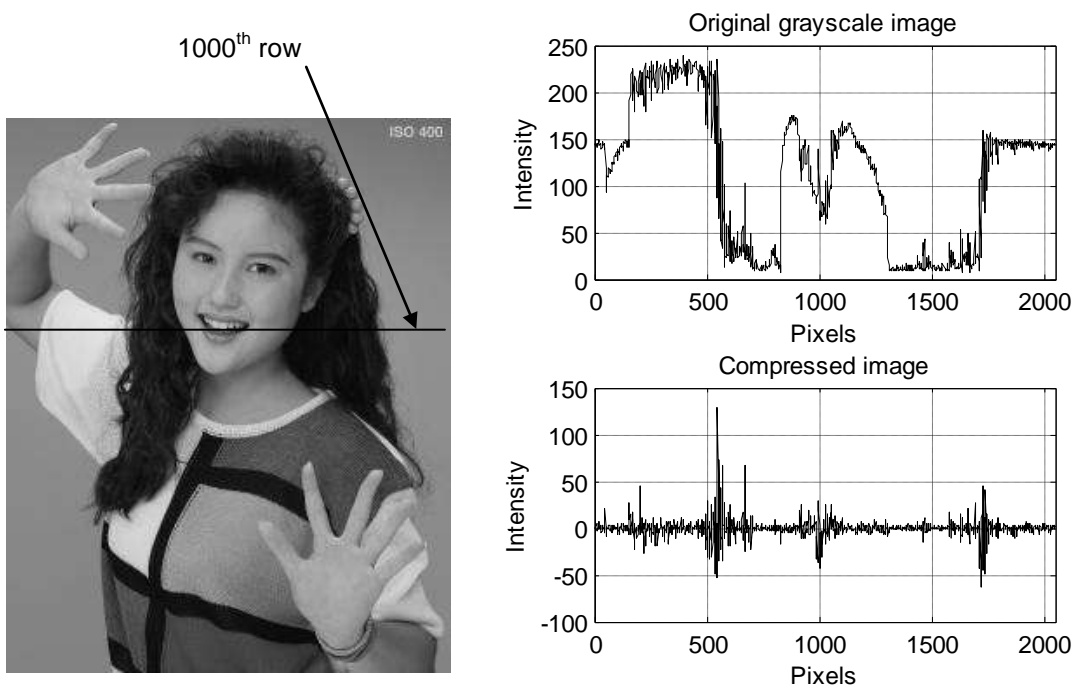 1000th row
ISO 400
Original grayscale image
250
200
150
100
50
0
Intensity
0 500 1000 1500 2000
Pixels
Compressed image
150
100
50
0
-50
-100
Intensity
0 500 1000 1500 2000
Pixels